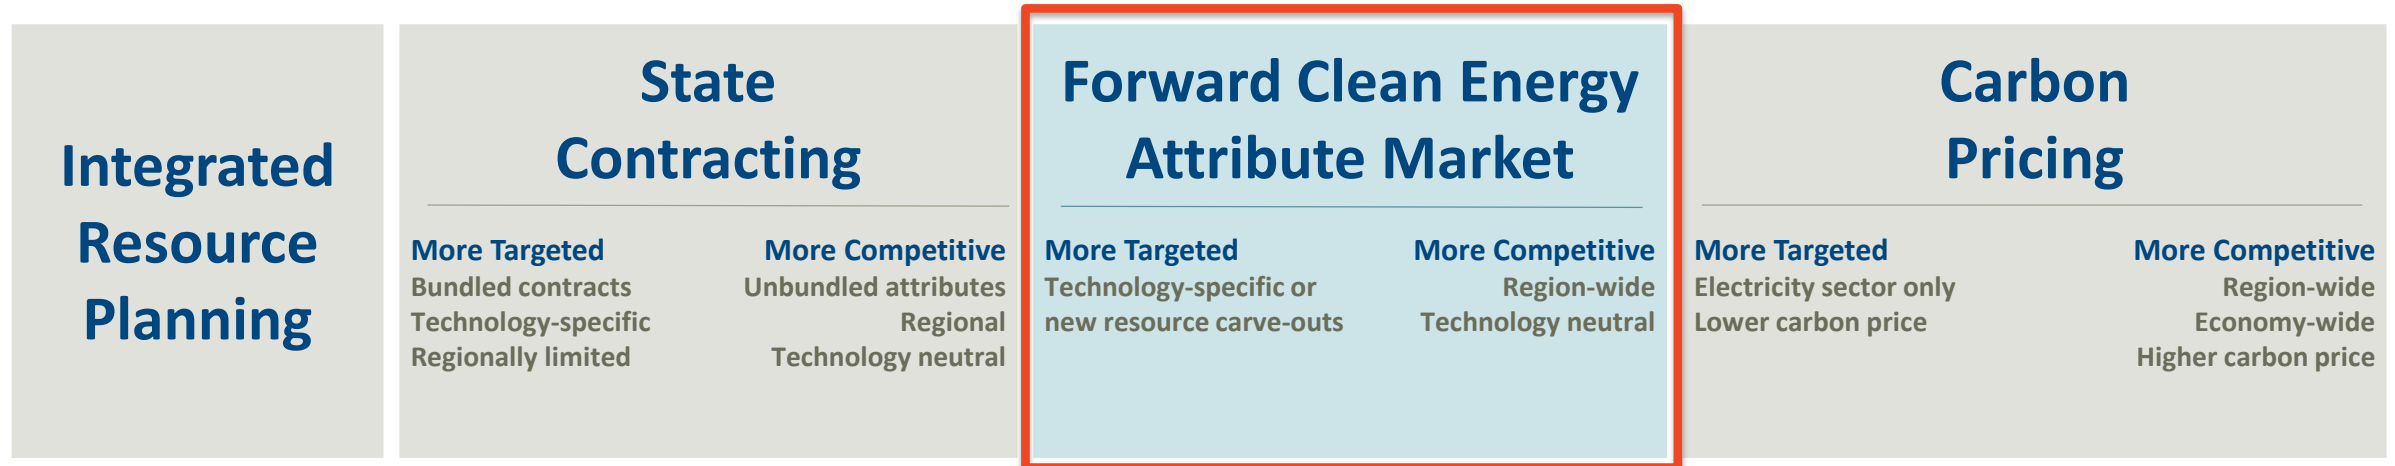 Integrated
Resource
Planning
State
Contracting
More Targeted
Bundled contracts
Technology-specific
Regionally limited
More Competitive
Unbundled attributes
Regional
Technology neutral
Forward Clean Energy
Attribute Market
More Targeted
Technology-specific or
new resource carve-outs
More Competitive
Region-wide
Technology neutral
Carbon
Pricing
More Targeted
Electricity sector only
Lower carbon price
More Competitive
Region-wide
Economy-wide
Higher carbon price